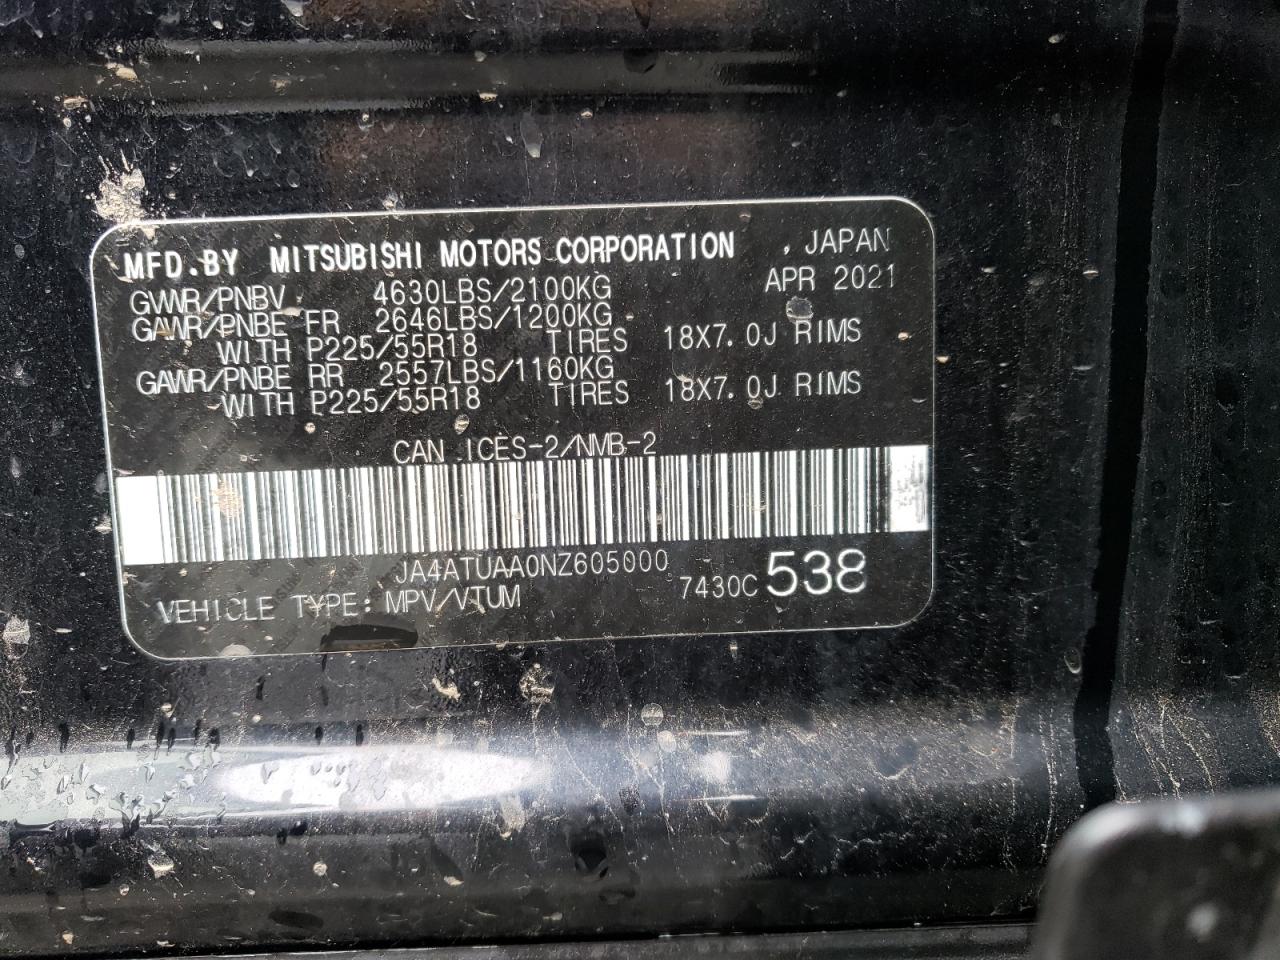 MFD.BY MITSUBISHI MOTORS CORPORATION , JAPAN
GVWR/PNBV 4630LBS/2100KG APR 2021
GAWR/PNBE FR 2646LBS/1200KG
WITH P225/55R18 TIRES 18X7.0J RIMS
GAWR/PNBE RR 2557LBS/1160KG
WITH P225/55R18 TIRES 18X7.0J RIMS
CAN ICES-2/NMB-2
JA4ATUAA0NZ605000
VEHICLE TYPE: MPV/VTUM 7430C 538